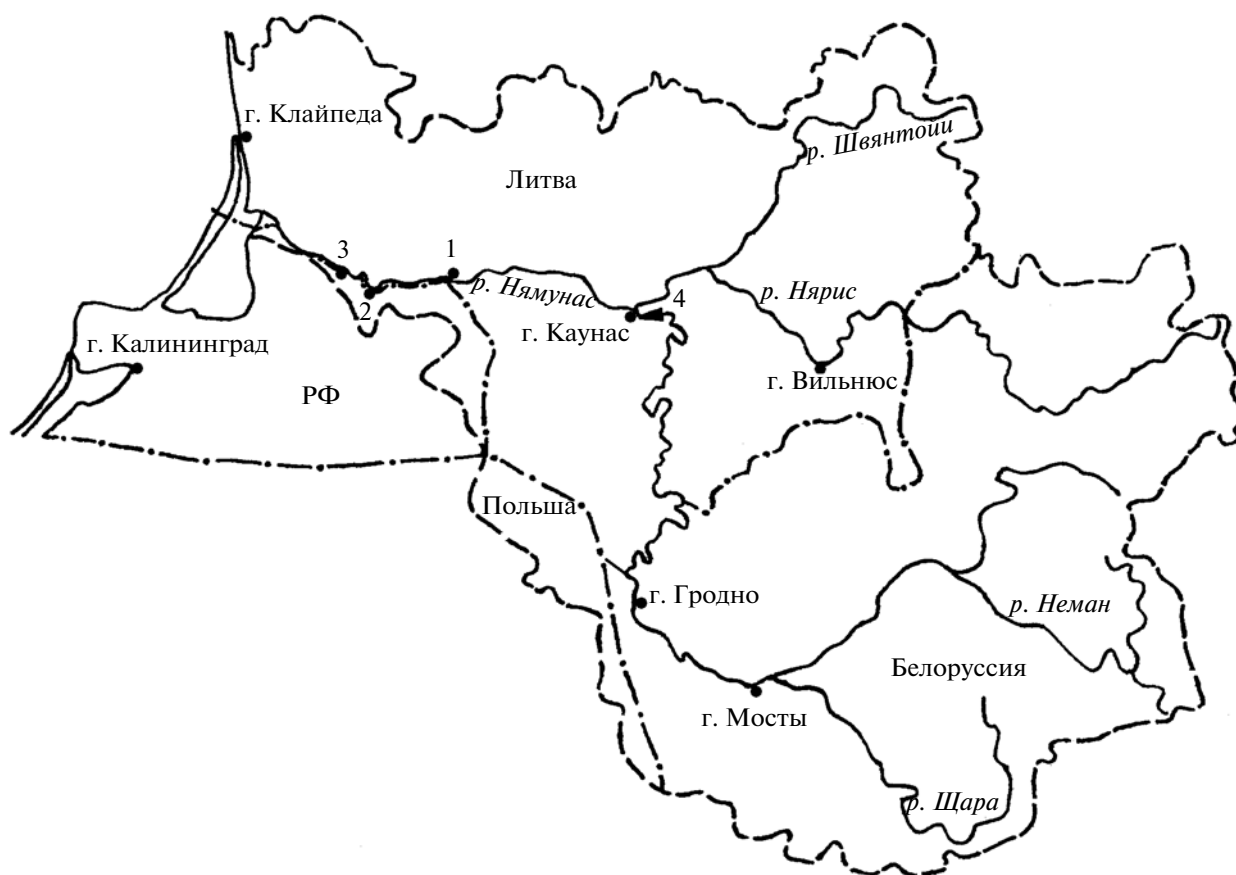 г. Клайпеда
р. Швянтоии
Литва
3
1
2
р. Нямунас
4
р. Нярис
г. Каунас
г. Калининград
г. Вильнюс
РФ
Польша
г. Гродно
р. Неман
Белоруссия
г. Мосты
р. Щара